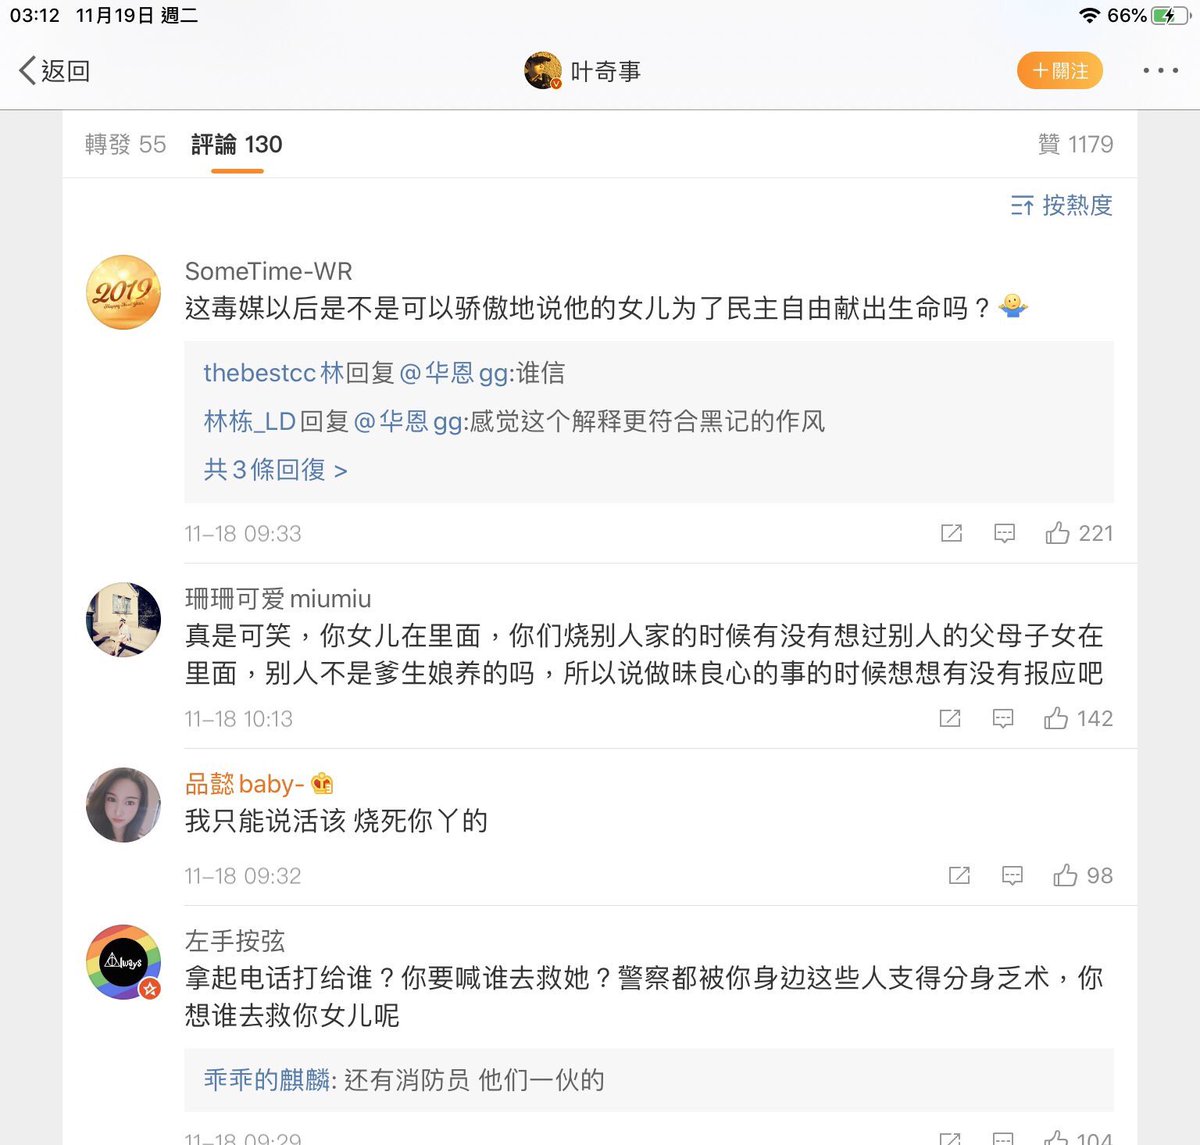 03:12 11月19日 週二
66%
返回
叶奇事
+關注
轉發 55 評論 130 贊 1179
按熱度
2019
SomeTime-WR
这毒媒以后是不是可以骄傲地说他的女儿为了民主自由献出生命吗？🤷
thebestcc林回复@华恩gg:谁信
林栋_LD回复@华恩gg:感觉这个解释更符合黑记的作风
共3條回復 >
11-18 09:33
221
珊珊可爱miumiu
真是可笑，你女儿在里面，你们烧别人家的时候有没有想过别人的父母子女在
里面，别人不是爹生娘养的吗，所以说做昧良心的事的时候想想有没有报应吧
11-18 10:13
142
品懿baby-
我只能说活该 烧死你丫的
11-18 09:32
98
Always
左手按弦
拿起电话打给谁？你要喊谁去救她？警察都被你身边这些人支得分身乏术，你
想谁去救你女儿呢
乖乖的麒麟: 还有消防员 他们一伙的
11-18 09:29
104